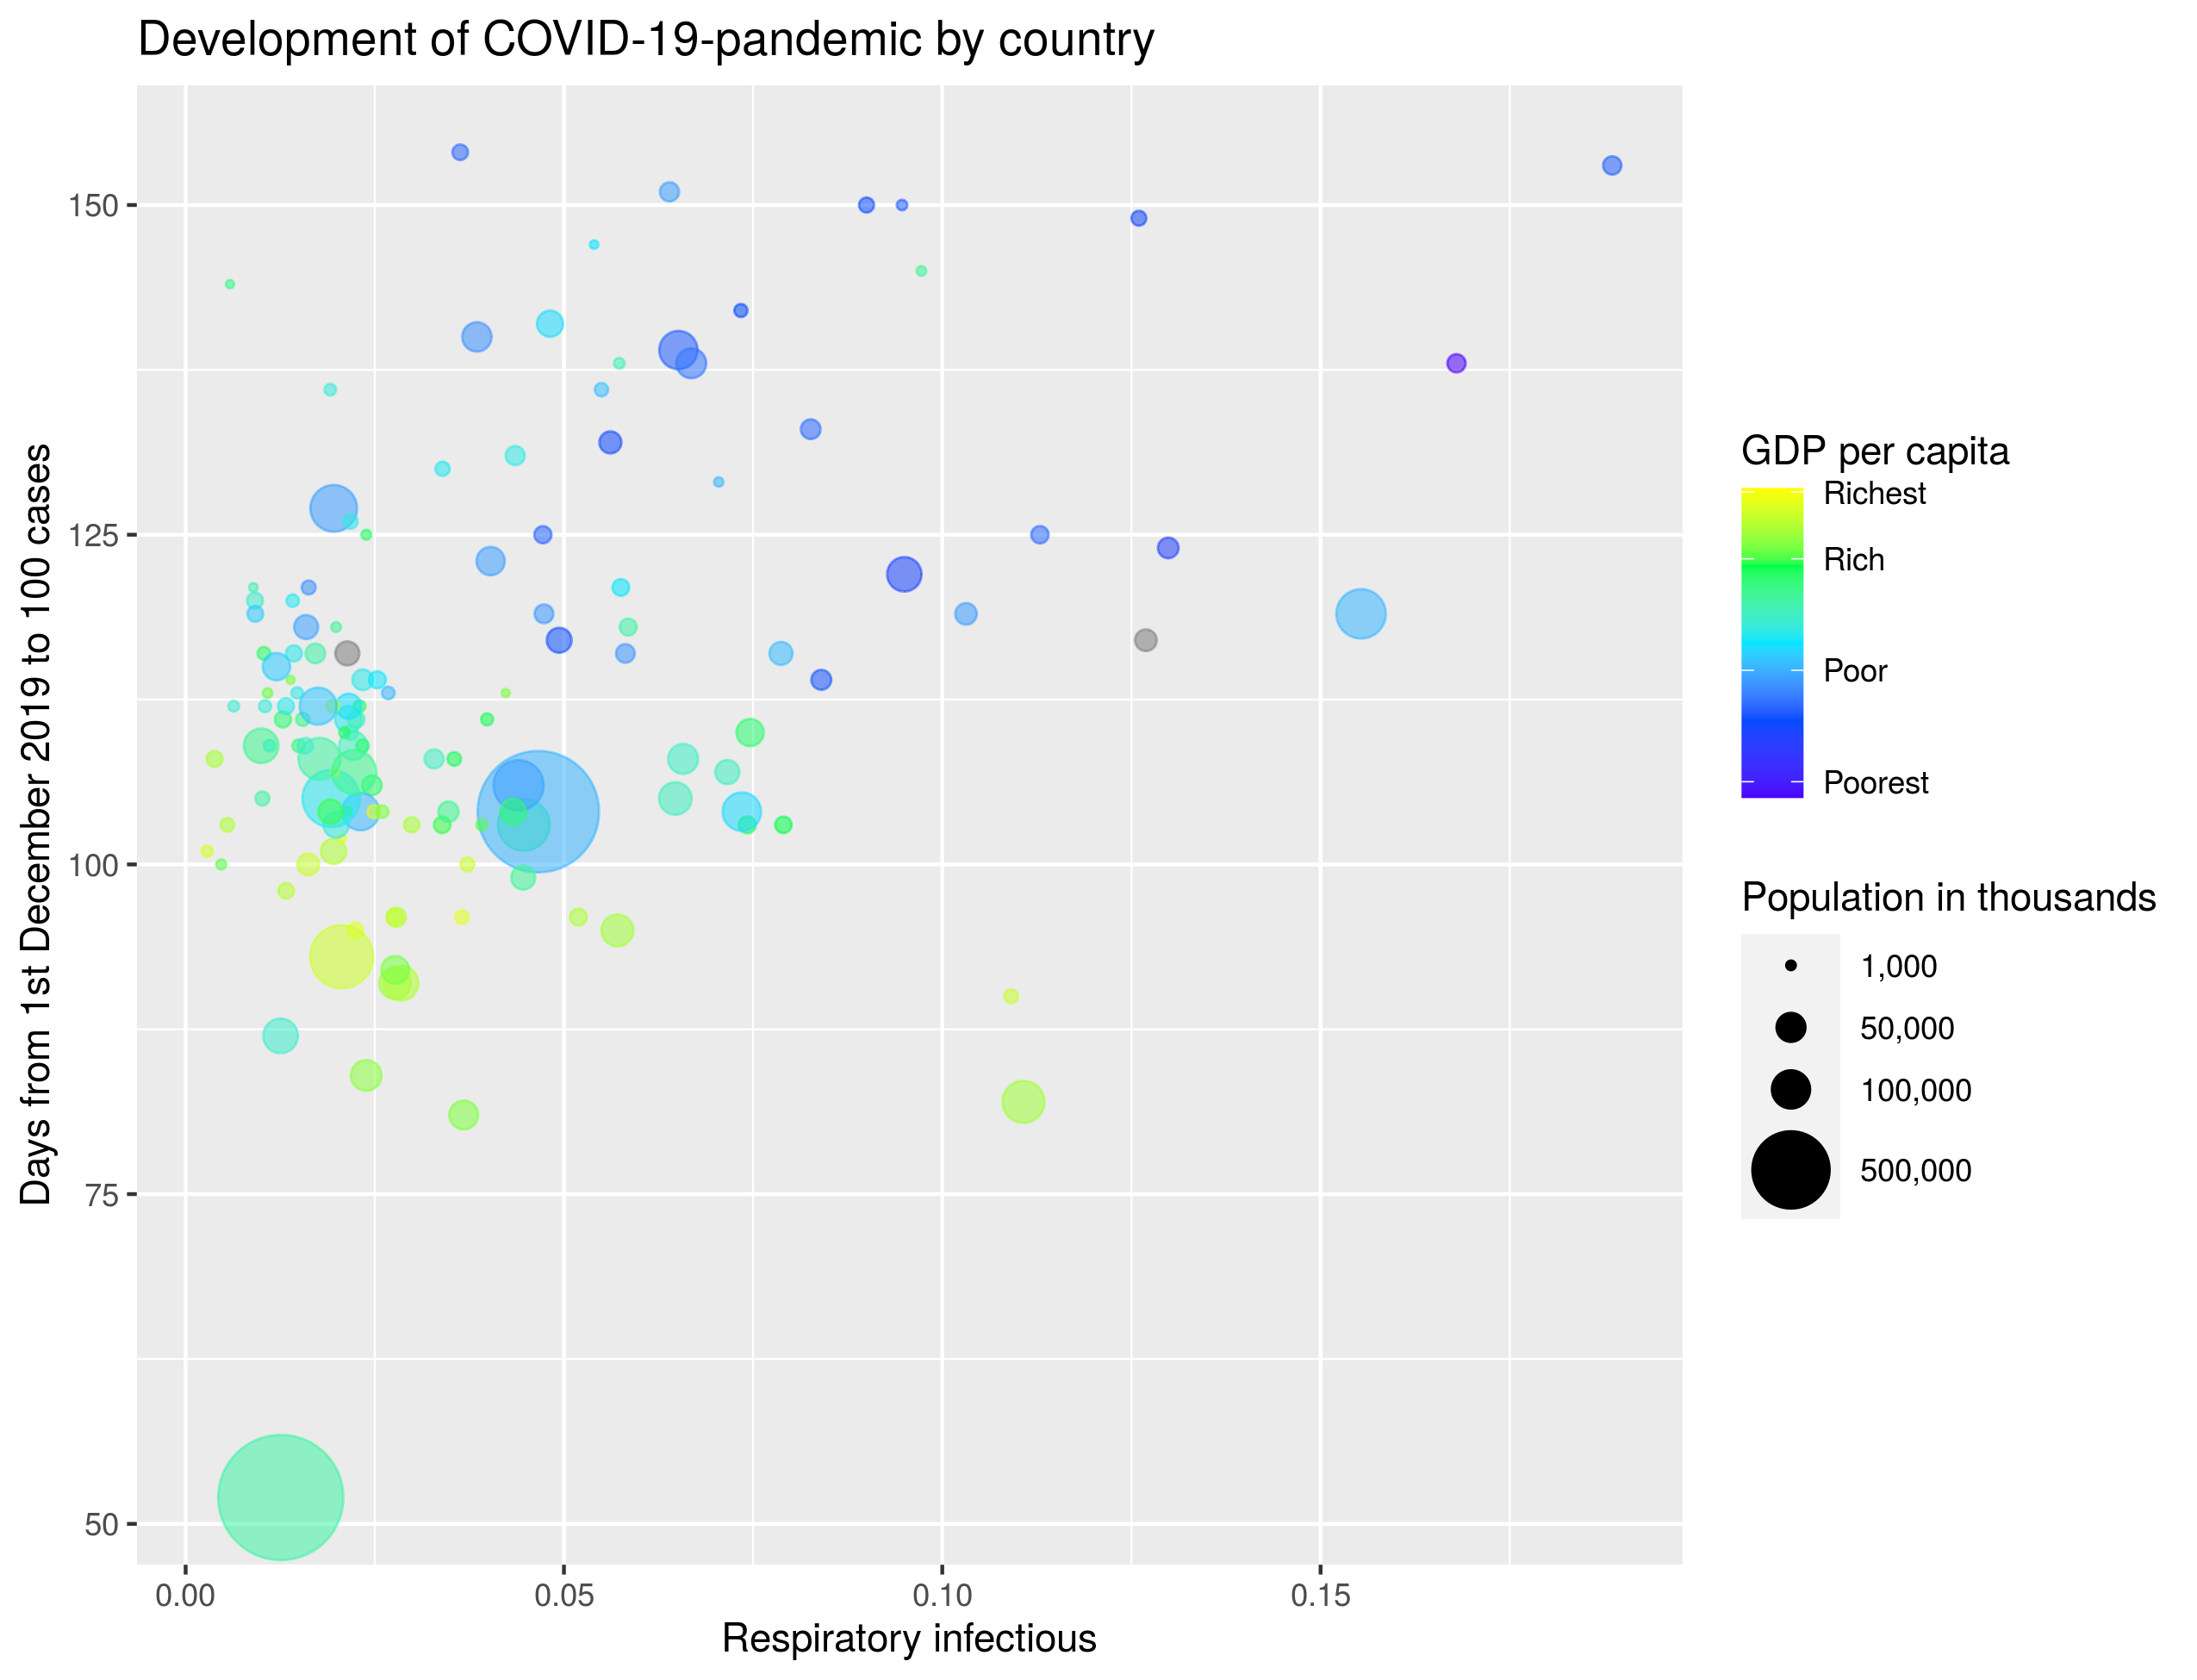 Development of COVID-19-pandemic by country
Days from 1st December 2019 to 100 cases
150
125
100
75
50
0.00
0.05
0.10
0.15
Respiratory infectious
GDP per capita
Richest
Rich
Poor
Poorest
Population in thousands
1,000
50,000
100,000
500,000